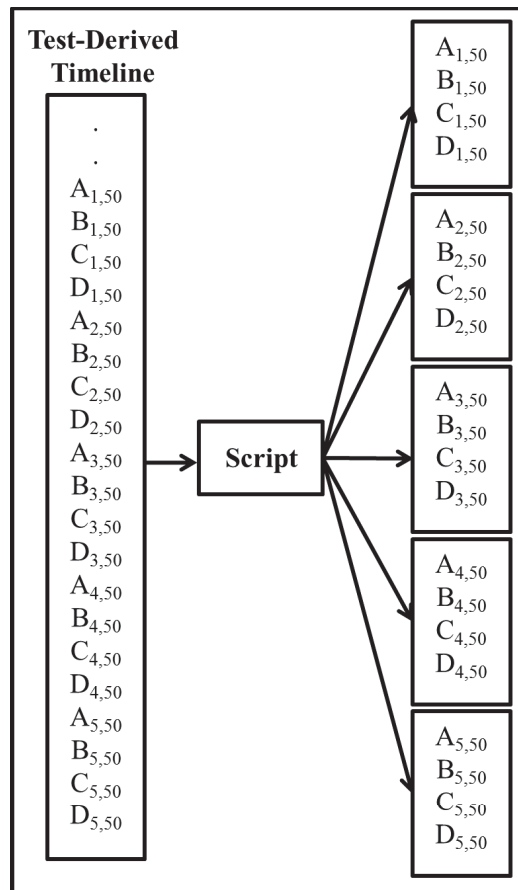 Test-Derived
Timeline
.
.
A1,50
B1,50
C1,50
D1,50
A2,50
B2,50
C2,50
D2,50
A3,50
B3,50
C3,50
D3,50
A4,50
B4,50
C4,50
D4,50
A5,50
B5,50
C5,50
D5,50
Script
A1,50
B1,50
C1,50
D1,50
A2,50
B2,50
C2,50
D2,50
A3,50
B3,50
C3,50
D3,50
A4,50
B4,50
C4,50
D4,50
A5,50
B5,50
C5,50
D5,50